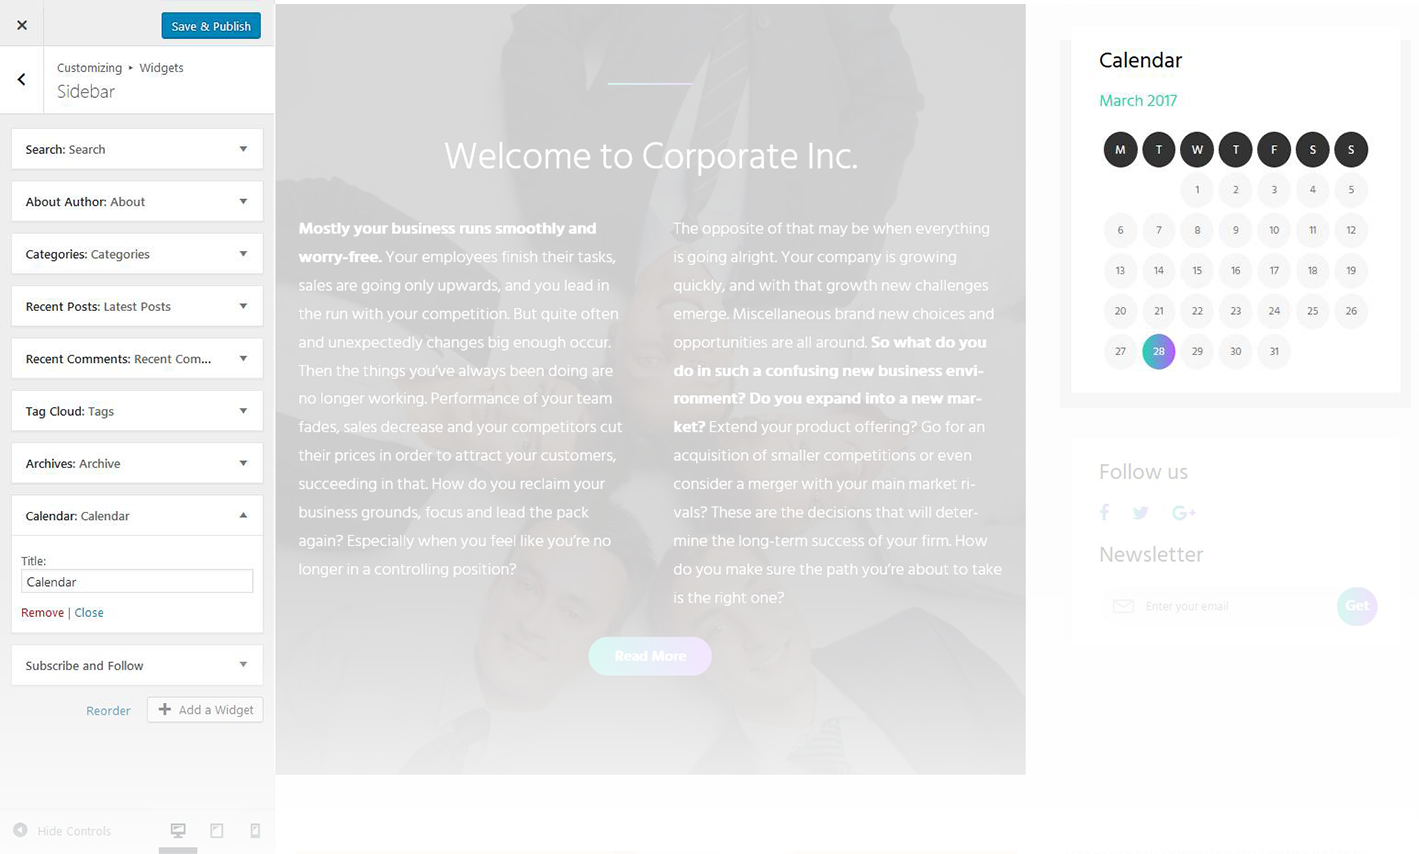 Save & Publish
Customizing ▸ Widgets
Sidebar
Search: Search
About Author: About
Categories: Categories
Recent Posts: Latest Posts
Recent Comments: Recent Com...
Tag Cloud: Tags
Archives: Archive
Calendar: Calendar
Title:
Calendar
Remove | Close
Subscribe and Follow
Reorder
Add a Widget
Hide Controls
Welcome to Corporate Inc.
Mostly your business runs smoothly and
worry-free. Your employees finish their tasks,
sales are going only upwards, and you lead in
the run with your competition. But quite often
and unexpectedly changes big enough occur.
Then the things you've always been doing are
no longer working. Performance of your team
fades, sales decrease and your competitors cut
their prices in order to attract your customers,
succeeding in that. How do you reclaim your
business grounds, focus and lead the pack
again? Especially when you feel like you're no
longer in a controlling position?
The opposite of that may be when everything
is going alright. Your company is growing
quickly, and with that growth new challenges
emerge. Miscellaneous brand new choices and
opportunities are all around. So what do you
do in such a confusing new business envi-
ronment? Do you expand into a new mar-
ket? Extend your product offering? Go for an
acquisition of smaller competitions or even
consider a merger with your main market ri-
vals? These are the decisions that will deter-
mine the long-term success of your firm. How
do you make sure the path you're about to take
is the right one?
Read More
Calendar
March 2017
M T W T F S S
1 2 3 4 5
6 7 8 9 10 11 12
13 14 15 16 17 18 19
20 21 22 23 24 25 26
27 28 29 30 31
Follow us
Newsletter
Enter your email
Get